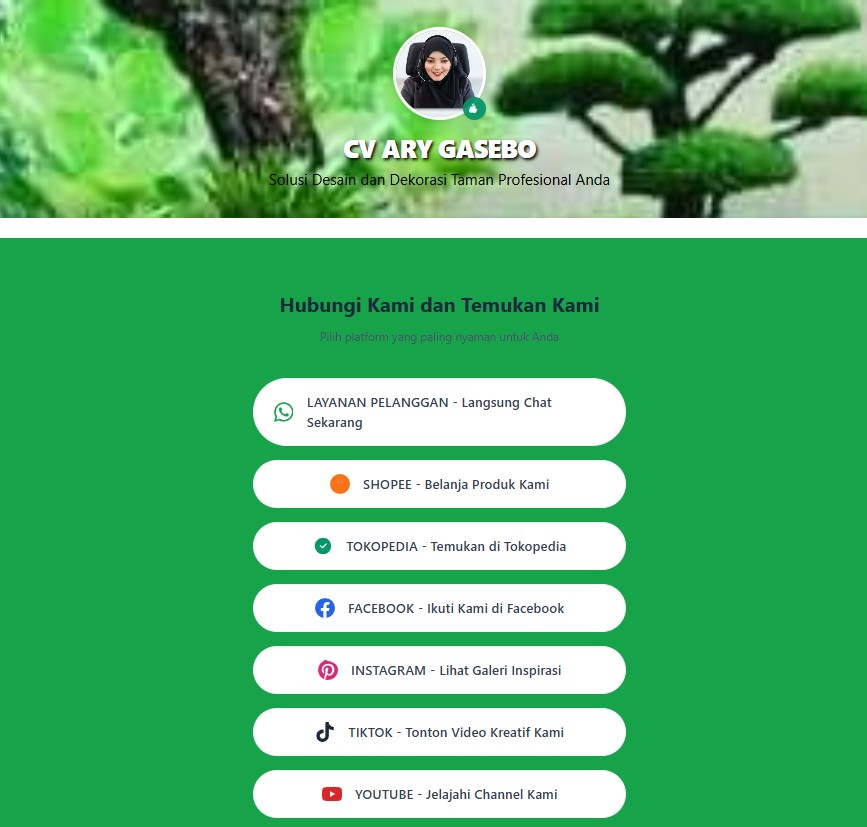 CV ARY GASEBO
Solusi Desain dan Dekorasi Taman Profesional Anda
Hubungi Kami dan Temukan Kami
Pilih platform yang paling nyaman untuk Anda
LAYANAN PELANGGAN - Langsung Chat
Sekarang
SHOPEE - Belanja Produk Kami
TOKOPEDIA - Temukan di Tokopedia
FACEBOOK - Ikuti Kami di Facebook
INSTAGRAM - Lihat Galeri Inspirasi
TIKTOK - Tonton Video Kreatif Kami
YOUTUBE - Jelajahi Channel Kami